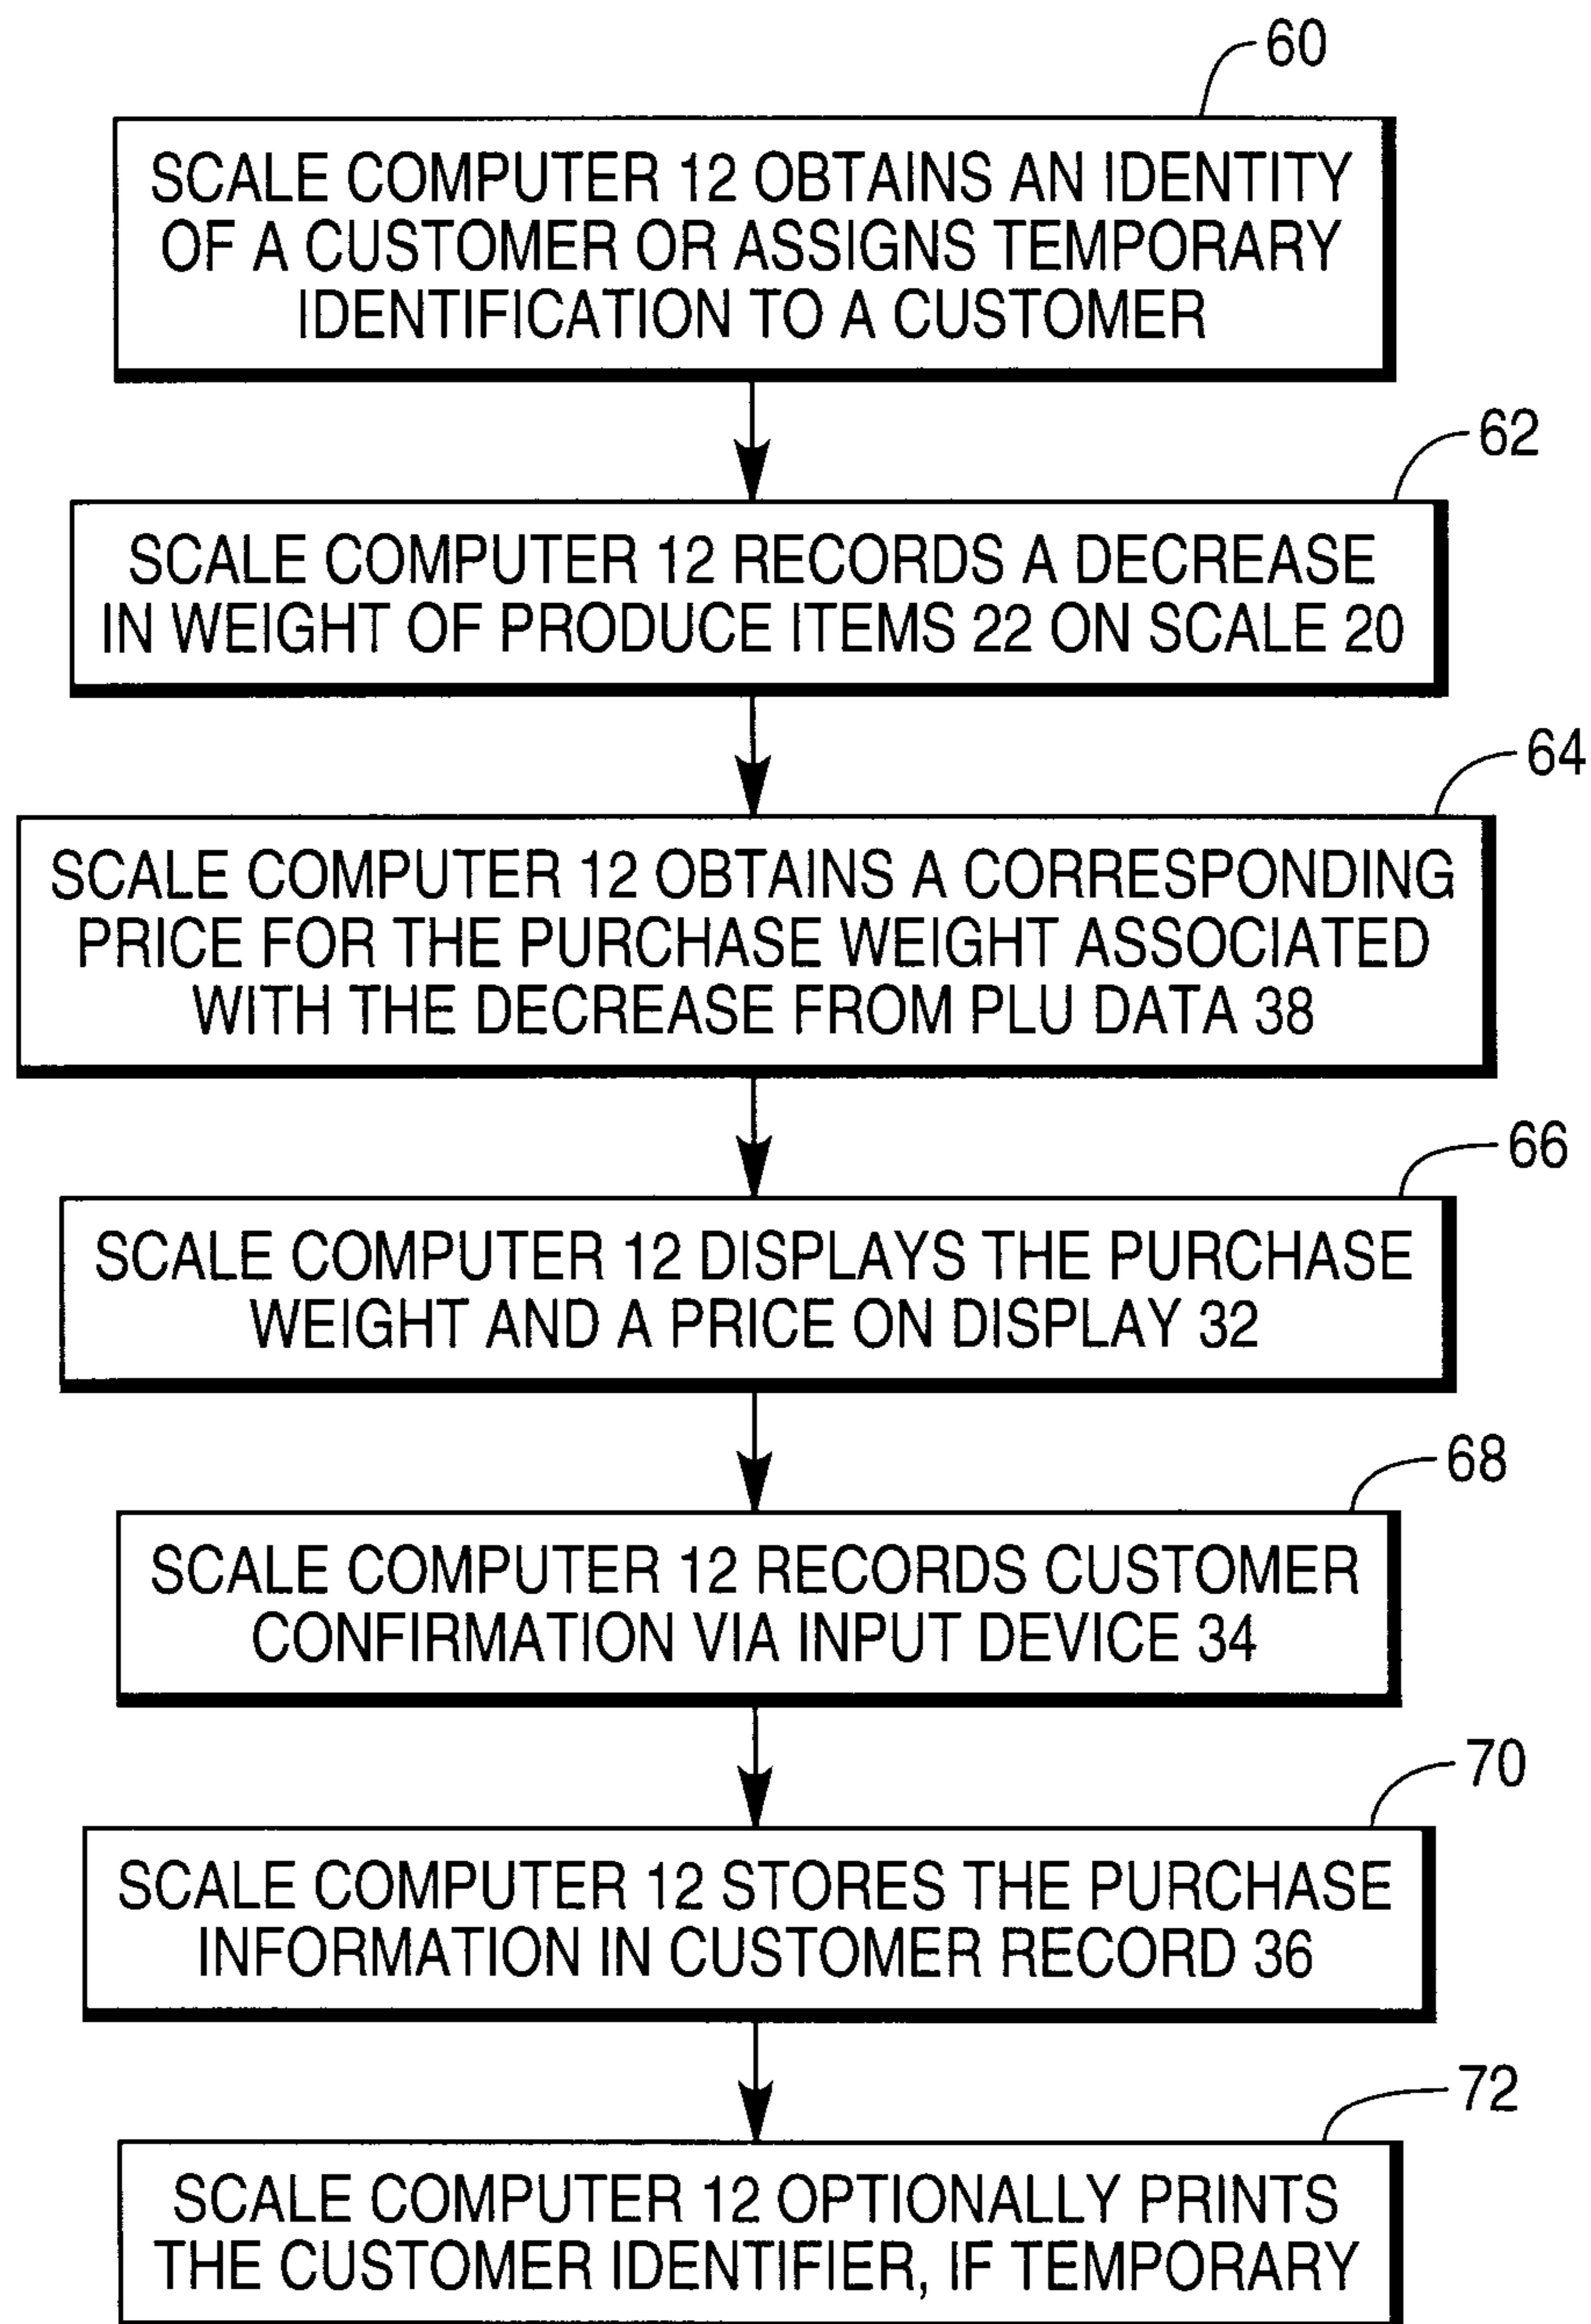 60
SCALE COMPUTER 12 OBTAINS AN IDENTITY
OF A CUSTOMER OR ASSIGNS TEMPORARY
IDENTIFICATION TO A CUSTOMER
62
SCALE COMPUTER 12 RECORDS A DECREASE
IN WEIGHT OF PRODUCE ITEMS 22 ON SCALE 20
64
SCALE COMPUTER 12 OBTAINS A CORRESPONDING
PRICE FOR THE PURCHASE WEIGHT ASSOCIATED
WITH THE DECREASE FROM PLU DATA 38
66
SCALE COMPUTER 12 DISPLAYS THE PURCHASE
WEIGHT AND A PRICE ON DISPLAY 32
68
SCALE COMPUTER 12 RECORDS CUSTOMER
CONFIRMATION VIA INPUT DEVICE 34
70
SCALE COMPUTER 12 STORES THE PURCHASE
INFORMATION IN CUSTOMER RECORD 36
72
SCALE COMPUTER 12 OPTIONALLY PRINTS
THE CUSTOMER IDENTIFIER, IF TEMPORARY